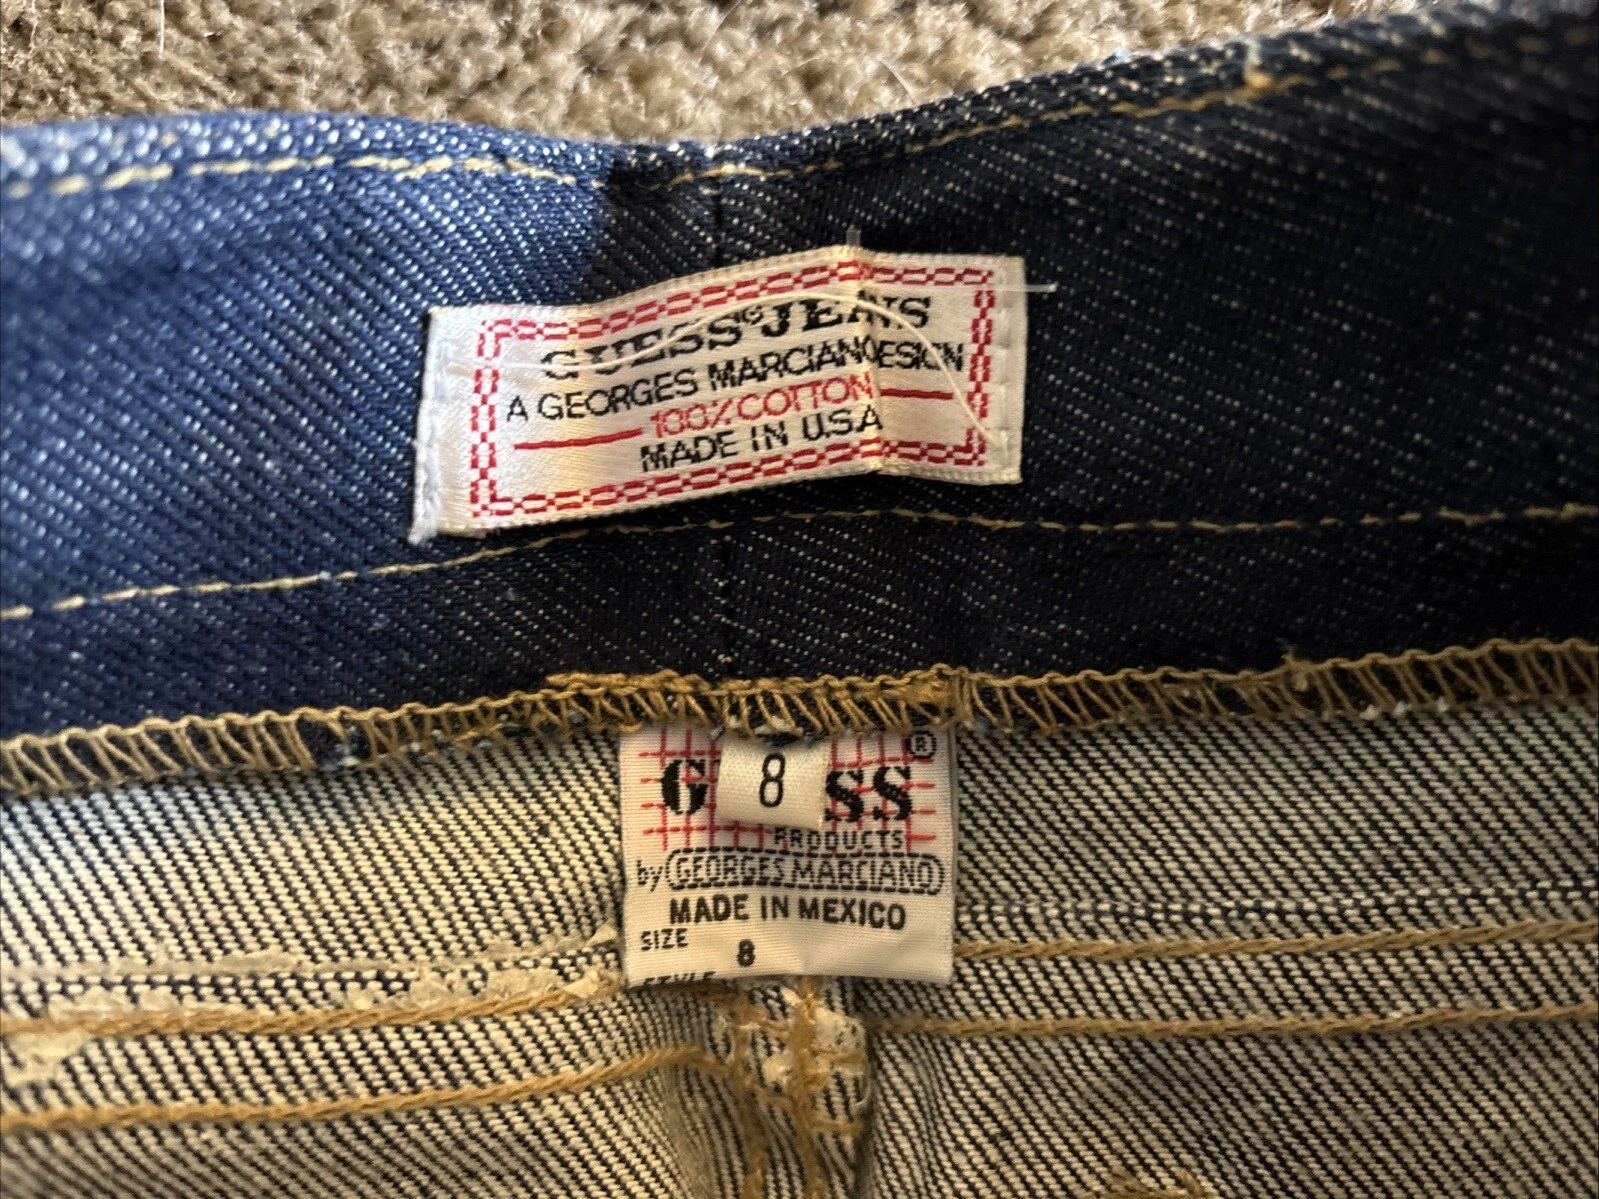 GUESS® JEANS
A GEORGES MARCIANO DESIGN
100% COTTON
MADE IN U.S.A
8
G SS®
PRODUCTS
by GEORGES MARCIANO
MADE IN MEXICO
SIZE 8
STYLE